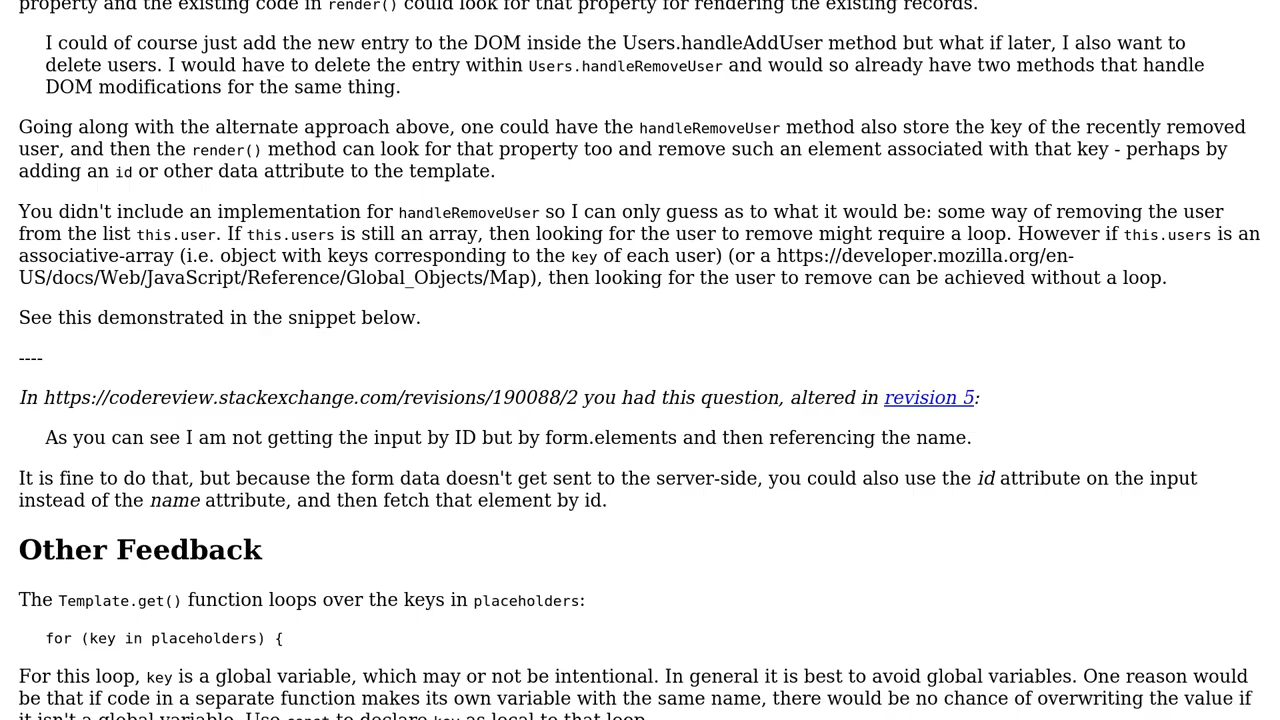 property and the existing code in render() could look for that property for rendering the existing records.
I could of course just add the new entry to the DOM inside the Users.handleAddUser method but what if later, I also want to
delete users. I would have to delete the entry within Users.handleRemoveUser and would so already have two methods that handle
DOM modifications for the same thing.
Going along with the alternate approach above, one could have the handleRemoveUser method also store the key of the recently removed
user, and then the render() method can look for that property too and remove such an element associated with that key - perhaps by
adding an id or other data attribute to the template.
You didn't include an implementation for handleRemoveUser so I can only guess as to what it would be: some way of removing the user
from the list this.user. If this.users is still an array, then looking for the user to remove might require a loop. However if this.users is an
associative-array (i.e. object with keys corresponding to the key of each user) (or a https://developer.mozilla.org/en-
US/docs/Web/JavaScript/Reference/Global_Objects/Map), then looking for the user to remove can be achieved without a loop.
See this demonstrated in the snippet below.
----
In https://codereview.stackexchange.com/revisions/190088/2 you had this question, altered in revision 5:
As you can see I am not getting the input by ID but by form.elements and then referencing the name.
It is fine to do that, but because the form data doesn't get sent to the server-side, you could also use the id attribute on the input
instead of the name attribute, and then fetch that element by id.
Other Feedback
The Template.get() function loops over the keys in placeholders:
for (key in placeholders) {
For this loop, key is a global variable, which may or not be intentional. In general it is best to avoid global variables. One reason would
be that if code in a separate function makes its own variable with the same name, there would be no chance of overwriting the value if
it isn't a global variable. Use const to declare key as local to that loop.